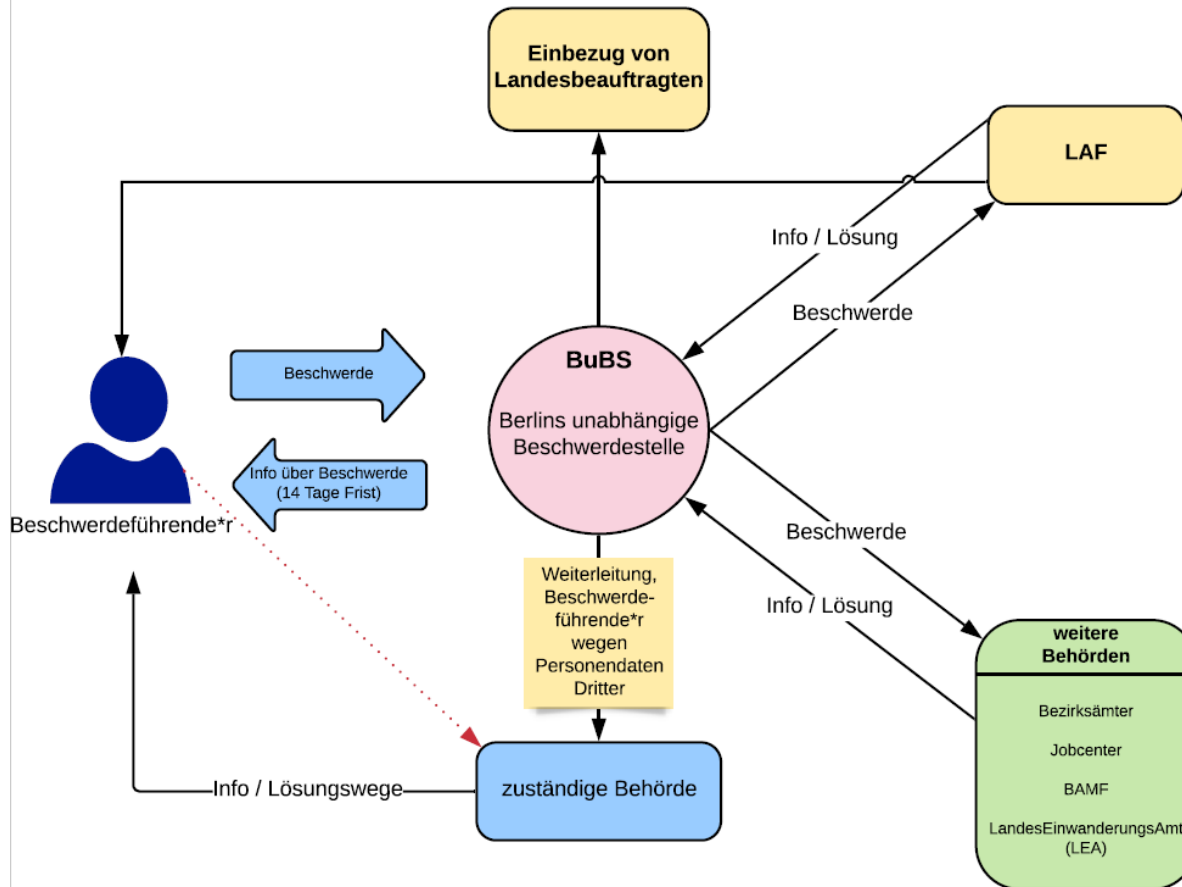 Einbezug von
Landesbeauftragten
LAF
Info / Lösung
Beschwerde
BuBS
Berlins unabhängige
Beschwerdestelle
Beschwerde
Info über Beschwerde
(14 Tage Frist)
Beschwerdeführende*r
Beschwerde
Info / Lösung
Weiterleitung,
Beschwerde-
führende*r
wegen
Personendaten
Dritter
weitere
Behörden
Bezirksämter
Jobcenter
BAMF
LandesEinwanderungsAmt
(LEA)
Info / Lösungswege
zuständige Behörde